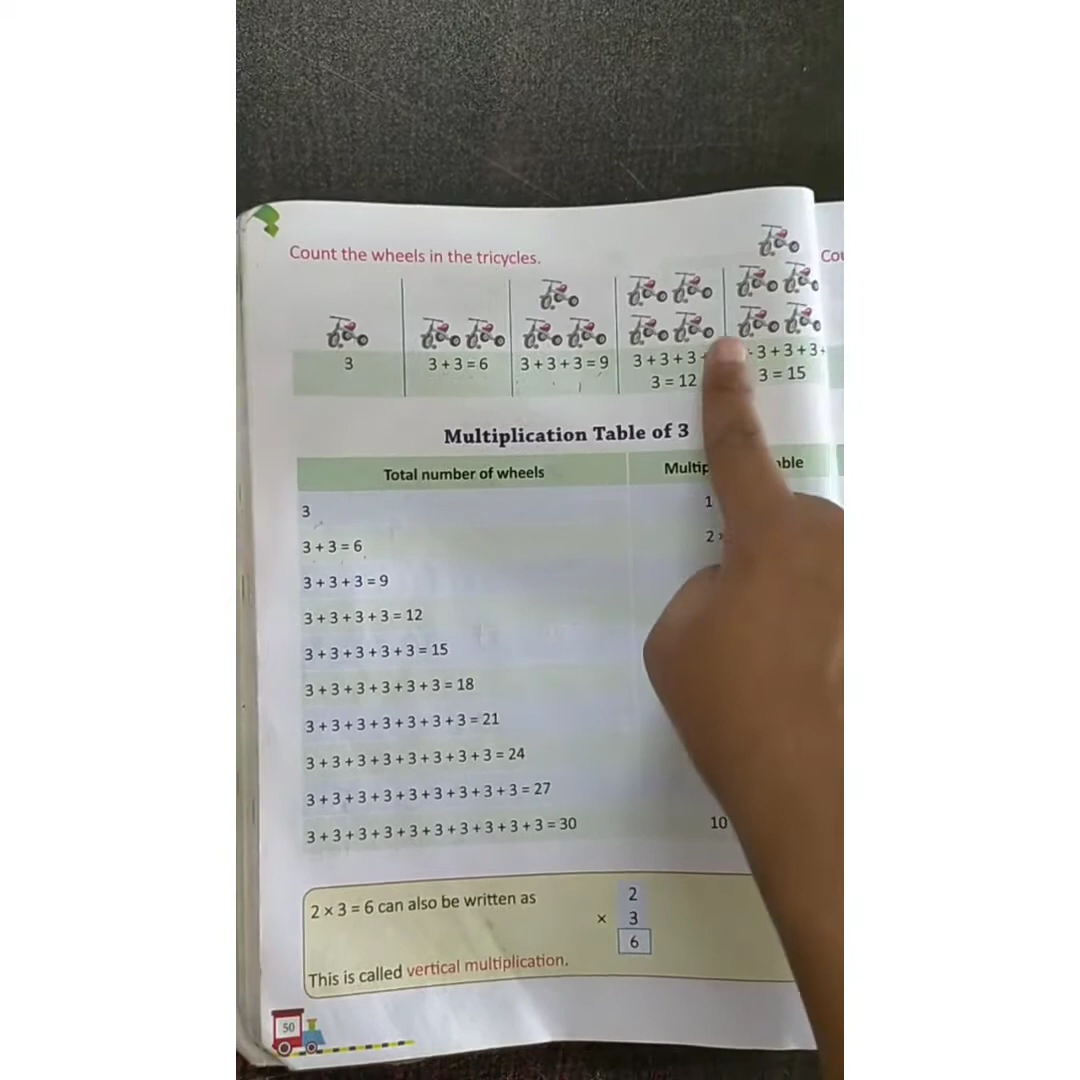 Count the wheels in the tricycles.
3
3 + 3 = 6
3 + 3 + 3 = 9
3 + 3 + 3
3 = 12
3 + 3 + 3 +
3 = 15
Multiplication Table of 3
Total number of wheels
3
1
3 + 3 = 6
2 ×
3 + 3 + 3 = 9
3 + 3 + 3 + 3 = 12
3 + 3 + 3 + 3 + 3 = 15
3 + 3 + 3 + 3 + 3 + 3 = 18
3 + 3 + 3 + 3 + 3 + 3 + 3 = 21
3 + 3 + 3 + 3 + 3 + 3 + 3 + 3 = 24
3 + 3 + 3 + 3 + 3 + 3 + 3 + 3 + 3 = 27
3 + 3 + 3 + 3 + 3 + 3 + 3 + 3 + 3 + 3 = 30
10
2 × 3 = 6 can also be written as
2
× 3
6
This is called vertical multiplication.
50